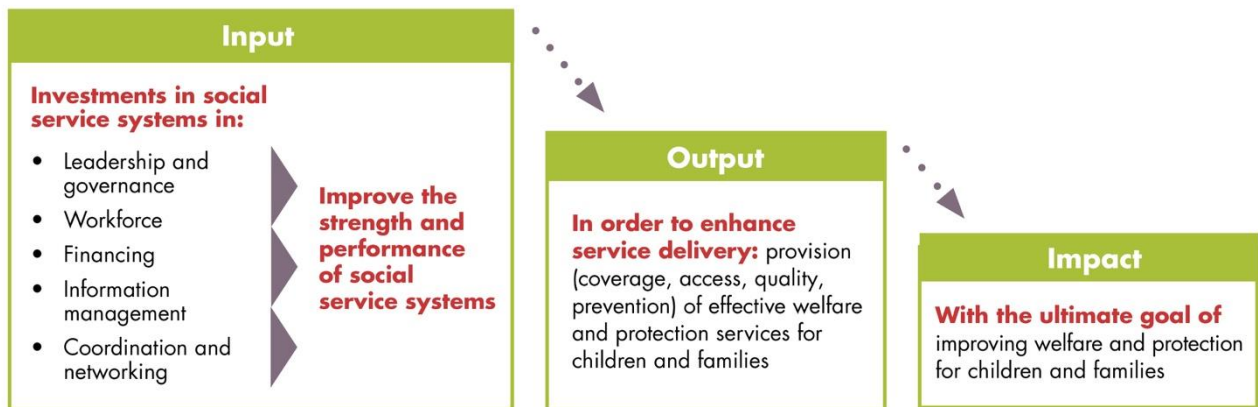 Input
Investments in social
service systems in:
• Leadership and
governance
• Workforce
• Financing
• Information
management
• Coordination and
networking
Improve the
strength and
performance
of social
service systems
Output
In order to enhance
service delivery: provision
(coverage, access, quality,
prevention) of effective welfare
and protection services for
children and families
Impact
With the ultimate goal of
improving welfare and protection
for children and families